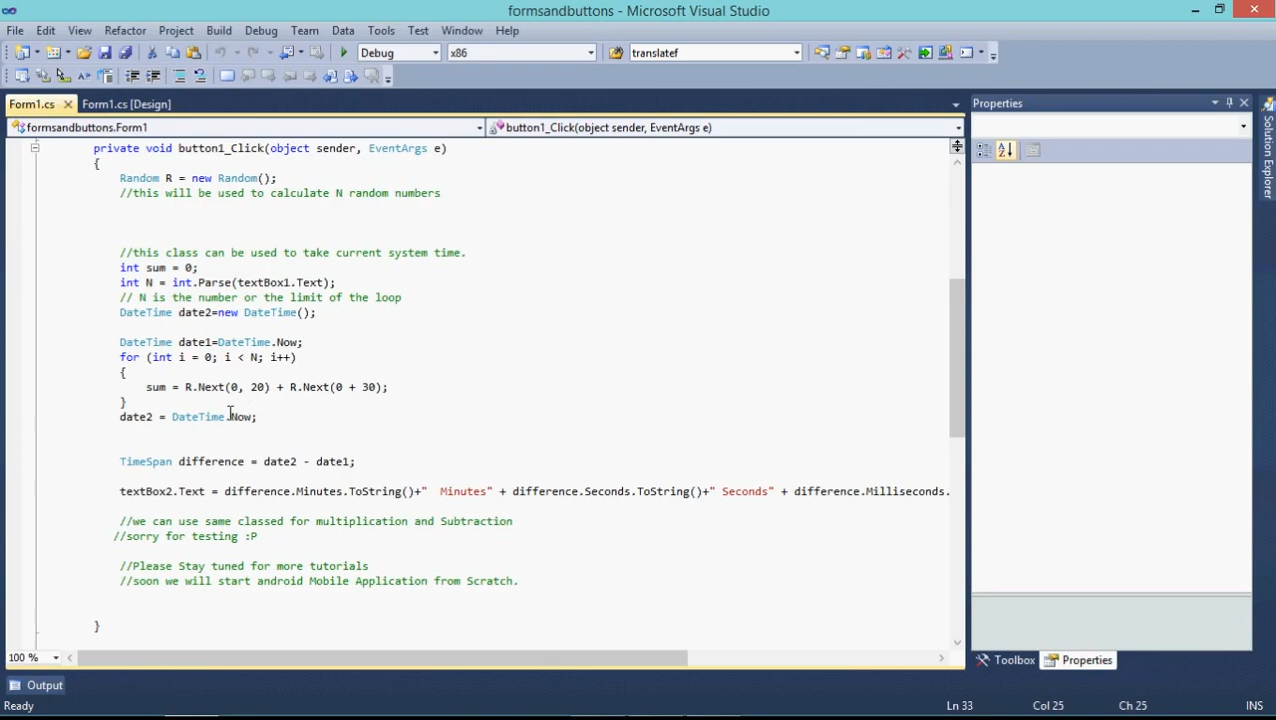 formsandbuttons - Microsoft Visual Studio
File Edit View Refactor Project Build Debug Team Data Tools Test Window Help
Debug x86 translatef
Form1.cs Form1.cs [Design]
formsandbuttons.Form1 button1_Click(object sender, EventArgs e)
private void button1_Click(object sender, EventArgs e)
{
Random R = new Random();
//this will be used to calculate N random numbers
//this class can be used to take current system time.
int sum = 0;
int N = int.Parse(textBox1.Text);
// N is the number or the limit of the loop
DateTime date2=new DateTime();
DateTime date1=DateTime.Now;
for (int i = 0; i < N; i++)
{
sum = R.Next(0, 20) + R.Next(0 + 30);
}
date2 = DateTime.Now;
TimeSpan difference = date2 - date1;
textBox2.Text = difference.Minutes.ToString()+"  Minutes" + difference.Seconds.ToString()+" Seconds" + difference.Milliseconds.
//we can use same classed for multiplication and Subtraction
//sorry for testing :P
//Please Stay tuned for more tutorials
//soon we will start android Mobile Application from Scratch.
}
100 %
Properties
Solution Explorer
Toolbox Properties
Output
Ready Ln 33 Col 25 Ch 25 INS